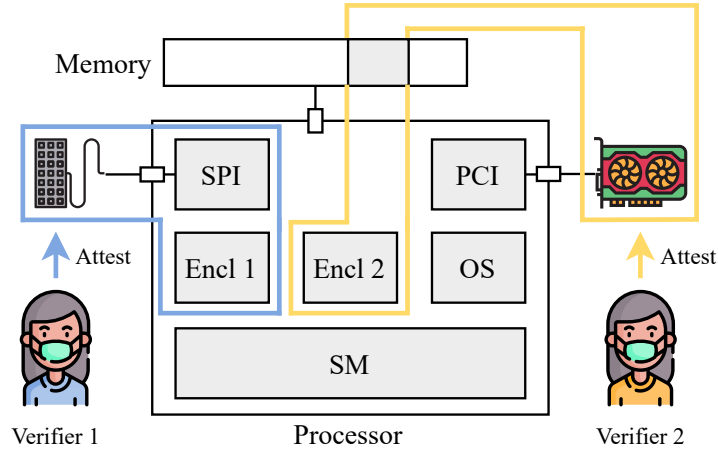 Memory
SPI
PCI
Attest
Encl 1
Encl 2
OS
Attest
SM
Verifier 1
Processor
Verifier 2